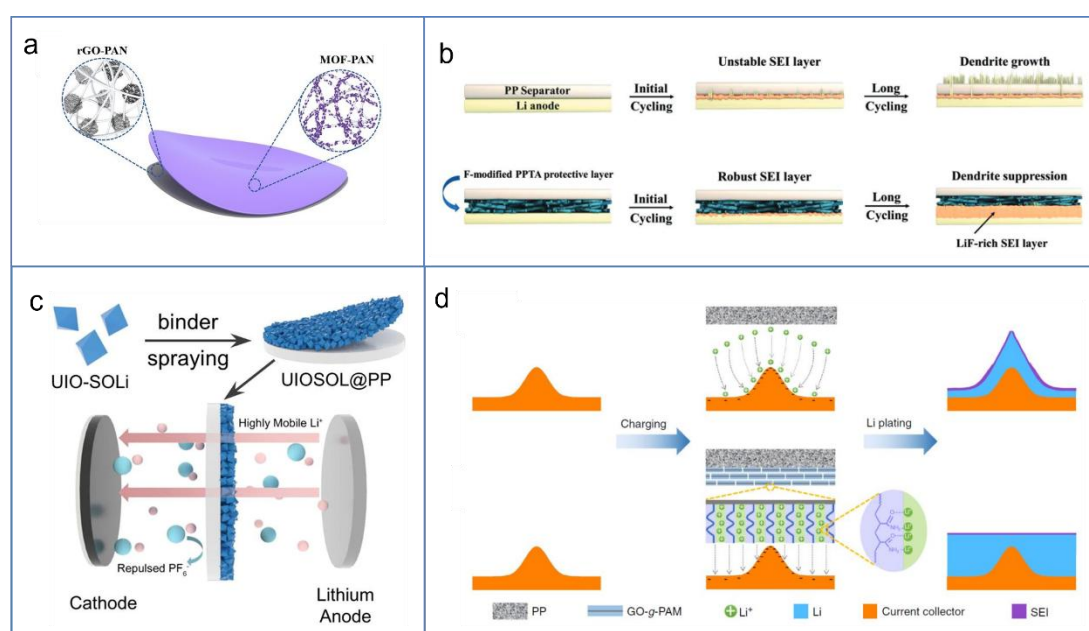 a
rGO-PAN
MOF-PAN
b
PP Separator
Li anode
Initial
Cycling
Unstable SEI layer
Long
Cycling
Dendrite growth
F-modified PPTA protective layer
Initial
Cycling
Robust SEI layer
Long
Cycling
Dendrite suppression
LiF-rich SEI layer
c
UIO-SOLi
binder
spraying
UIOSOL@PP
Highly Mobile Li⁺
Repulsed PF₆⁻
Cathode
Lithium
Anode
d
Charging
Li plating
PP
GO-g-PAM
Li⁺
Li
Current collector
SEI